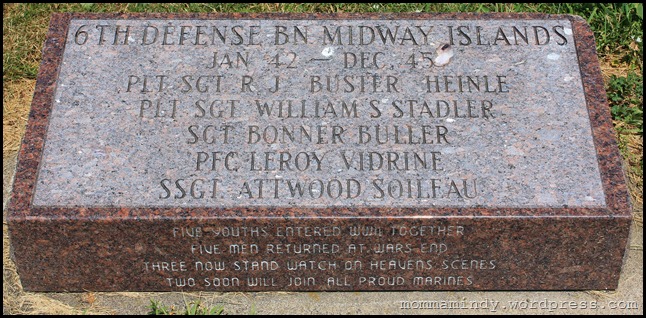 6TH DEFENSE BN MIDWAY ISLANDS
JAN '42 — DEC. 45
PLT SGT R J "BUSTER" HEINLE
PLT SGT WILLIAM S STADLER
SGT BONNER BULLER
PFC LEROY VIDRINE
SSGT ATTWOOD SOILEAU
FIVE YOUTHS ENTERED WWII TOGETHER
FIVE MEN RETURNED AT WARS END
THREE NOW STAND WATCH ON HEAVENS SCENES
TWO SOON WILL JOIN ALL PROUD MARINES
mommamindy.wordpress.com